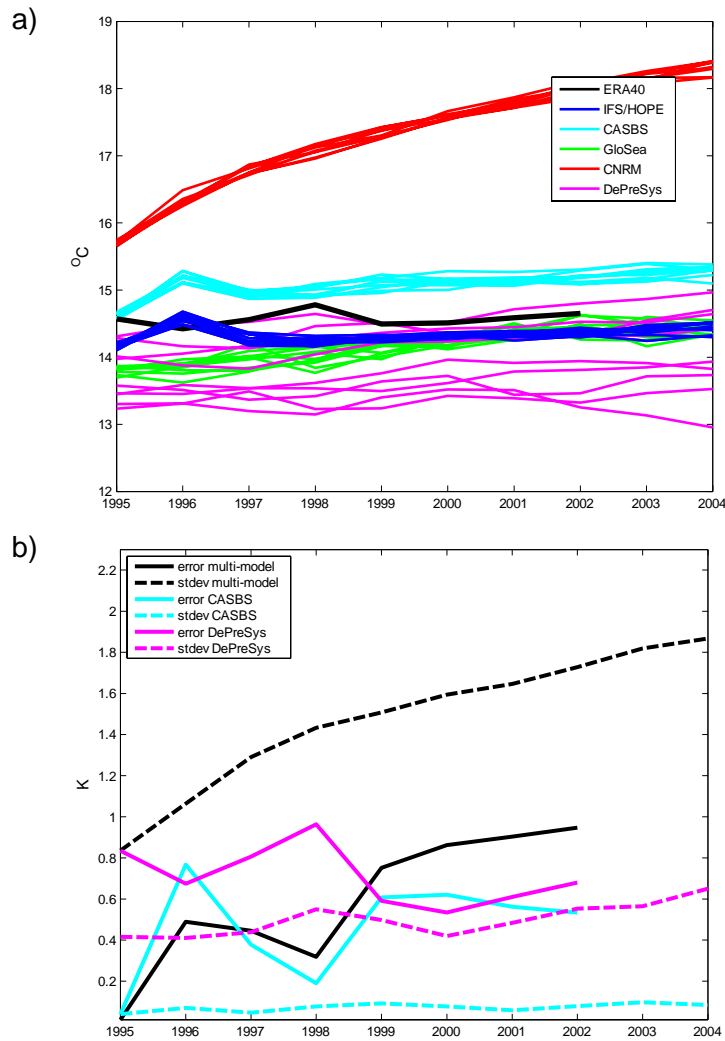 a)
19
18
17
16
15
14
13
12
°C
ERA40
IFS/HOPE
CASBS
GloSea
CNRM
DePreSys
1995 1996 1997 1998 1999 2000 2001 2002 2003 2004
b)
2.2
2
1.8
1.6
1.4
1.2
1
0.8
0.6
0.4
0.2
K
error multi-model
stdev multi-model
error CASBS
stdev CASBS
error DePreSys
stdev DePreSys
1995 1996 1997 1998 1999 2000 2001 2002 2003 2004